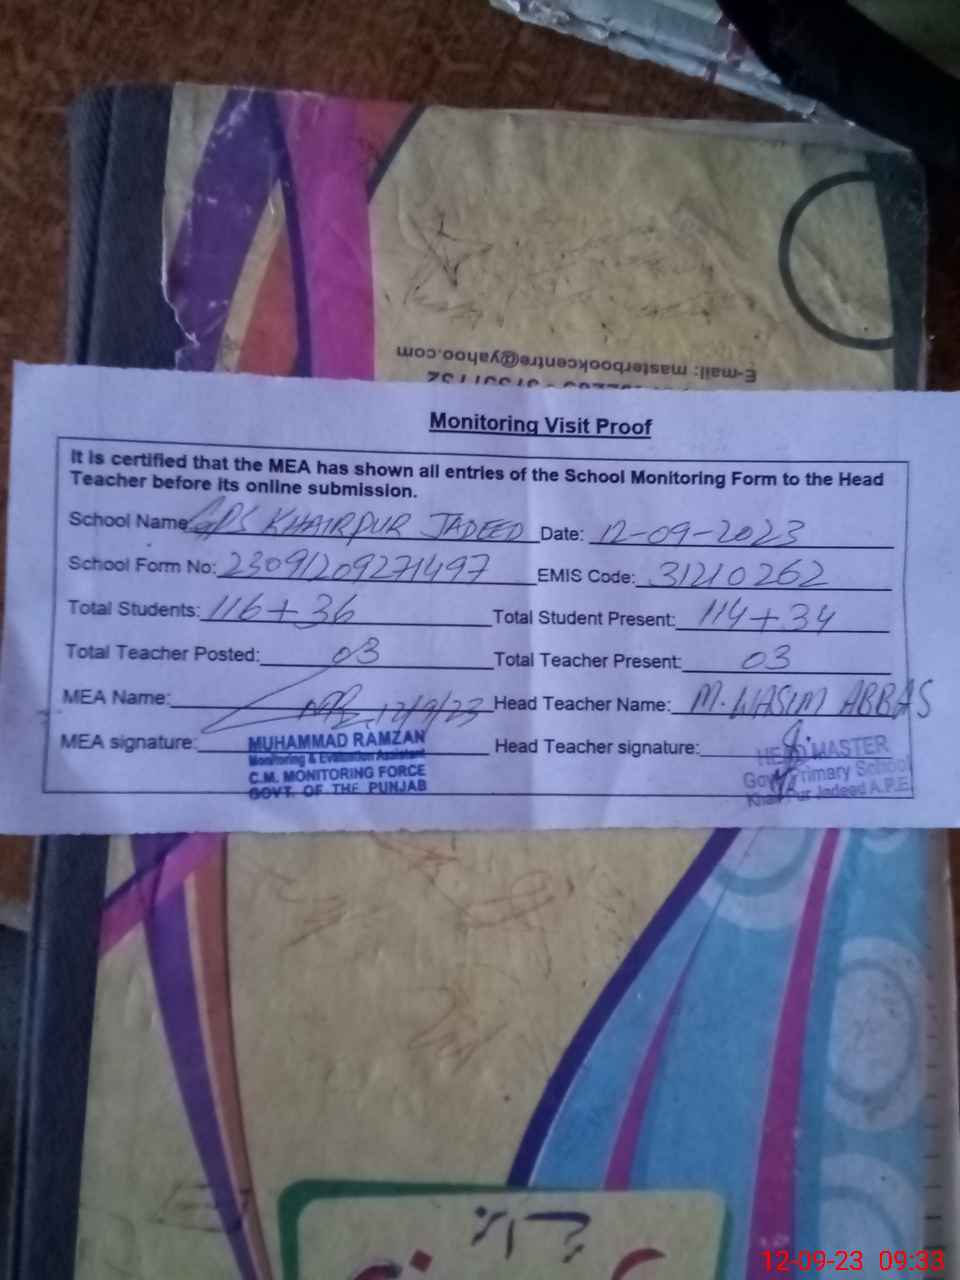 E-mail: masterbookcentre@yahoo.com
Monitoring Visit Proof
It is certified that the MEA has shown all entries of the School Monitoring Form to the Head
Teacher before its online submission.
School Name: GPS KHAIRPUR JADEED Date: 12-09-2023
School Form No: 23091209271497 EMIS Code: 31210262
Total Students: 116+36 Total Student Present: 114+34
Total Teacher Posted: 03 Total Teacher Present: 03
MEA Name: 12/9/23 Head Teacher Name: M. WASIM ABBAS
MEA signature: Head Teacher signature:
MUHAMMAD RAMZAN
Monitoring & Evaluation Assistant
C.M. MONITORING FORCE
GOVT. OF THE PUNJAB
HEAD MASTER
Govt Primary School
Khair Pur Jadeed A.P.E
12-09-23 09:33